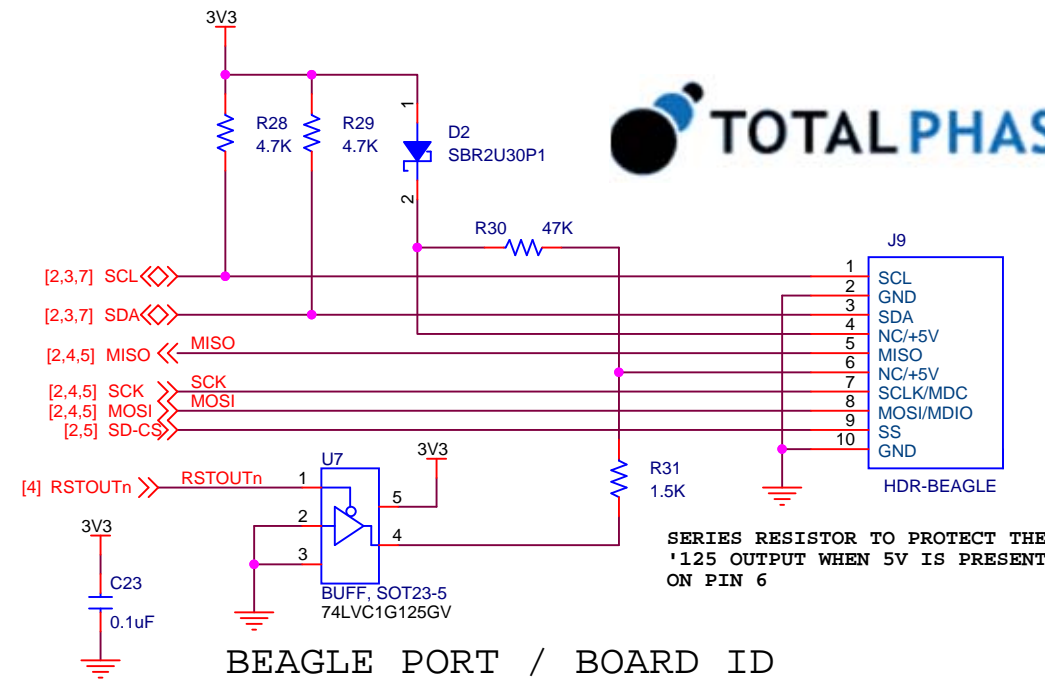 3V3
R28
4.7K
R29
4.7K
1
D2
SBR2U30P1
2
TOTALPHAS
R30 47K
J9
[2,3,7] SCL
1 SCL
2 GND
[2,3,7] SDA
3 SDA
4 NC/+5V
[2,4,5] MISO MISO
5 MISO
6 NC/+5V
[2,4,5] SCK SCK
7 SCLK/MDC
[2,4,5] MOSI MOSI
8 MOSI/MDIO
[2,5] SD-CS
9 SS
10 GND
HDR-BEAGLE
U7
3V3
[4] RSTOUTn RSTOUTn
1
5
2
4
3
R31
1.5K
BUFF, SOT23-5
74LVC1G125GV
3V3
C23
0.1uF
SERIES RESISTOR TO PROTECT THE
'125 OUTPUT WHEN 5V IS PRESENT
ON PIN 6
BEAGLE PORT / BOARD ID